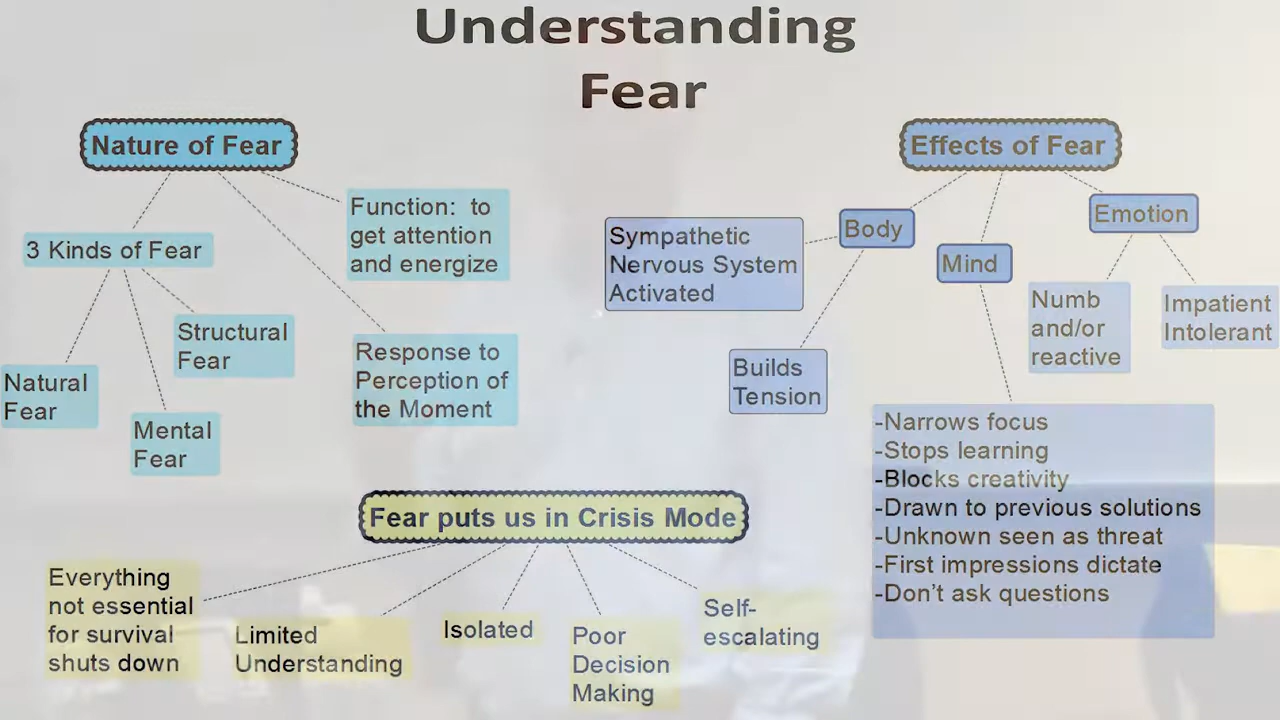 Understanding
Fear
Nature of Fear
3 Kinds of Fear
Natural
Fear
Mental
Fear
Structural
Fear
Function: to
get attention
and energize
Response to
Perception of
the Moment
Effects of Fear
Body
Sympathetic
Nervous System
Activated
Builds
Tension
Mind
-Narrows focus
-Stops learning
-Blocks creativity
-Drawn to previous solutions
-Unknown seen as threat
-First impressions dictate
-Don't ask questions
Emotion
Numb
and/or
reactive
Impatient
Intolerant
Fear puts us in Crisis Mode
Everything
not essential
for survival
shuts down
Limited
Understanding
Isolated
Poor
Decision
Making
Self-
escalating